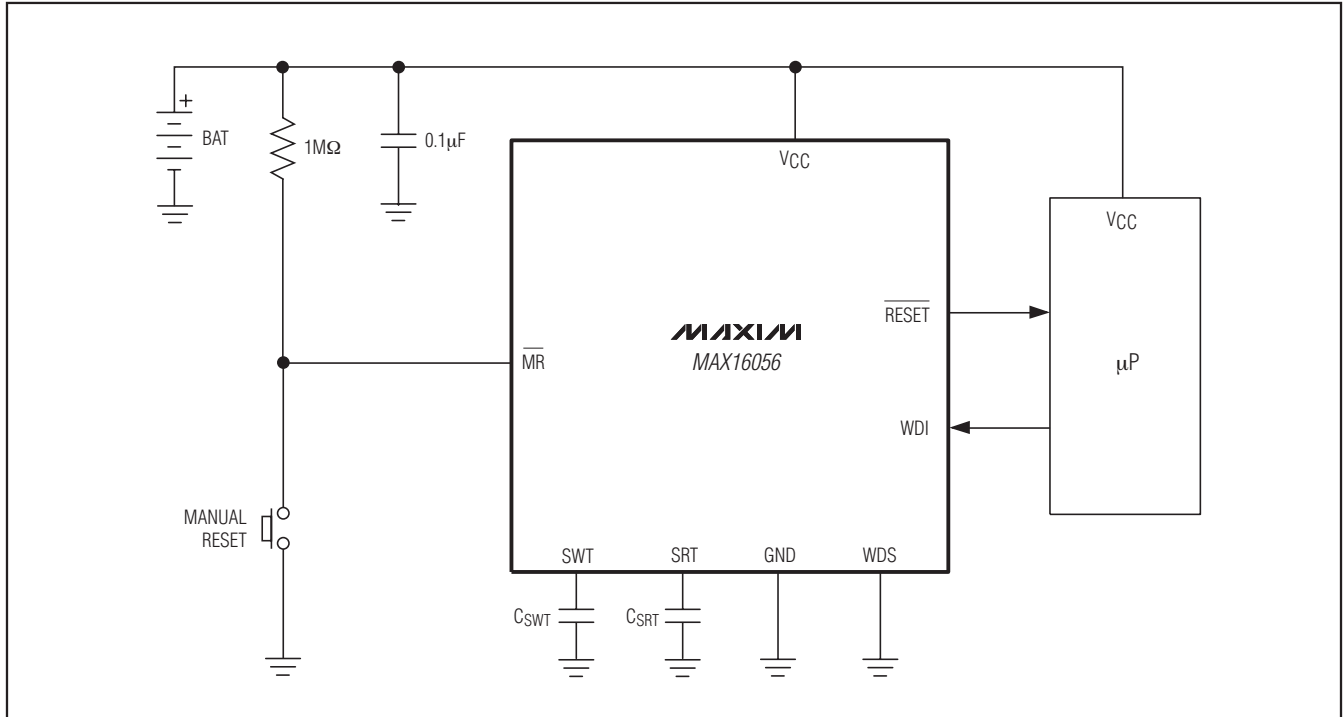 +
BAT
1MΩ
0.1µF
VCC
VCC
RESET
MAXIM
MAX16056
MR
µP
WDI
MANUAL
RESET
SWT
SRT
GND
WDS
CSWT
CSRT